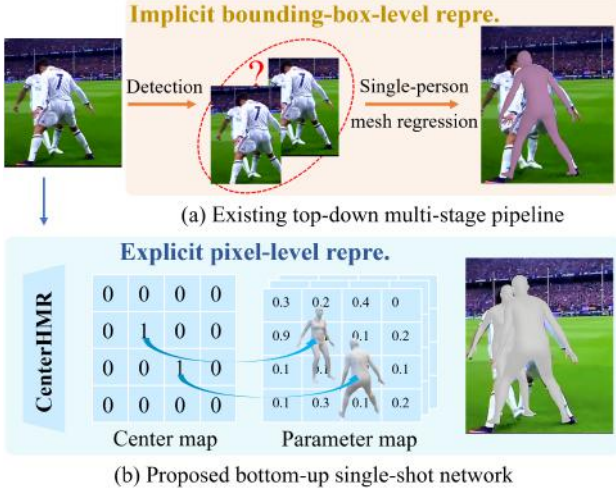 Implicit bounding-box-level repre.
Detection
?
Single-person
mesh regression
7
7
7
(a) Existing top-down multi-stage pipeline
Explicit pixel-level repre.
CenterHMR
0 0 0 0
0 1 0 0
0 0 1 0
0 0 0 0
Center map
0.3 0.2 0.4 0
0.9 0.1 0.2
0.1 0.1
0.1 0.3 0.1 0.2
Parameter map
(b) Proposed bottom-up single-shot network